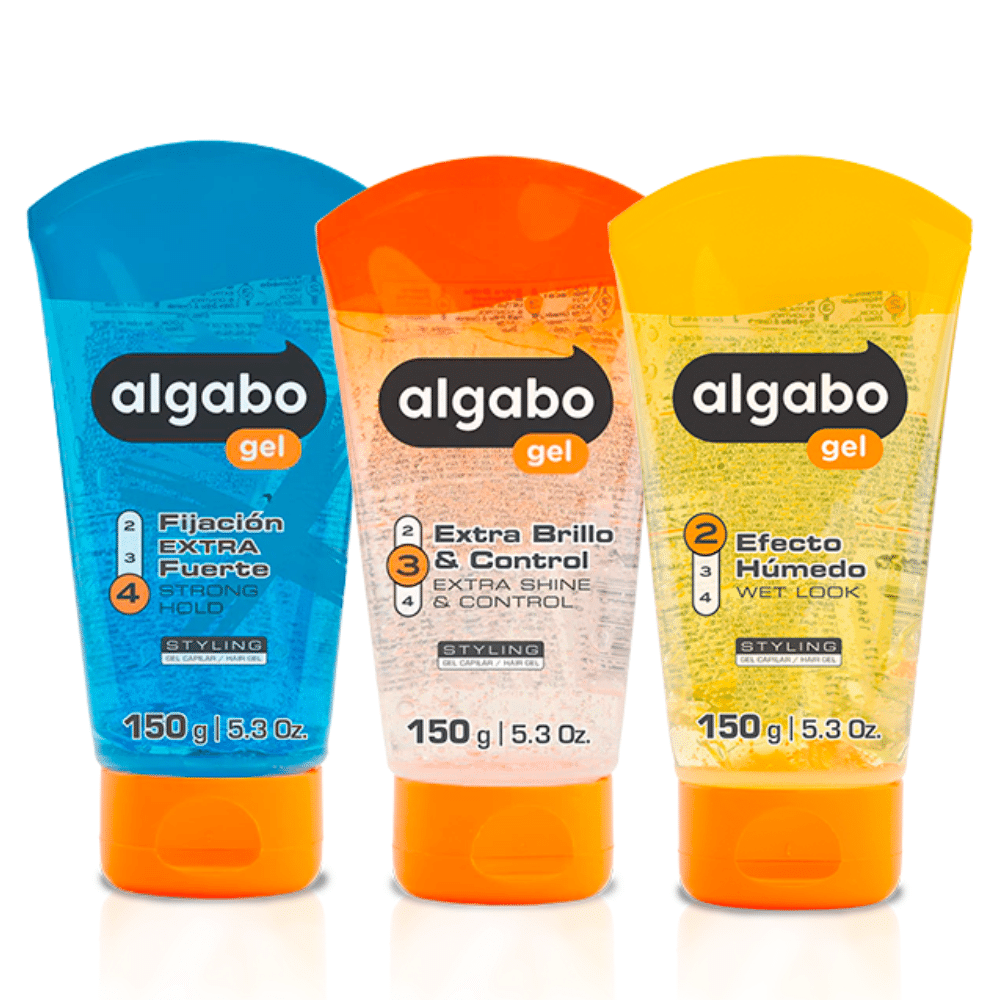 algabo
gel
2
3
4
Fijación
EXTRA
Fuerte
STRONG
HOLD
STYLING
GEL CAPILAR / HAIR GEL
150 g | 5.3 Oz.
algabo
gel
2
3
4
Extra Brillo
& Control
EXTRA SHINE
& CONTROL
STYLING
GEL CAPILAR / HAIR GEL
150 g | 5.3 Oz.
algabo
gel
2
3
4
Efecto
Húmedo
WET LOOK
STYLING
GEL CAPILAR / HAIR GEL
150 g | 5.3 Oz.